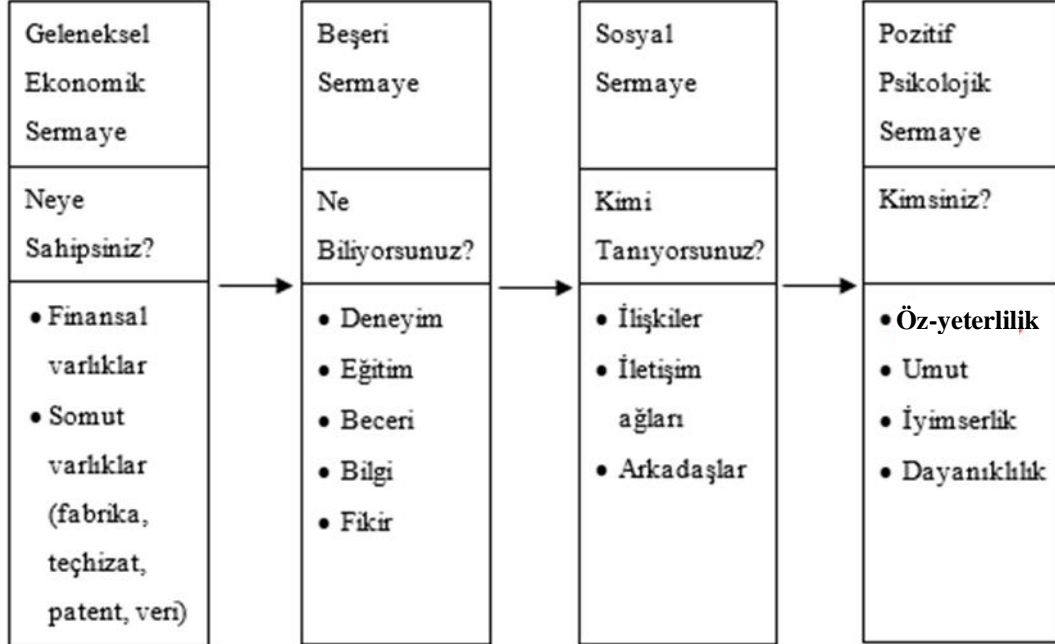 Geleneksel
Ekonomik
Sermaye
Neye
Sahipsiniz?
• Finansal
varlıklar
• Somut
varlıklar
(fabrika,
teçhizat,
patent, veri)
Beşeri
Sermaye
Ne
Biliyorsunuz?
• Deneyim
• Eğitim
• Beceri
• Bilgi
• Fikir
Sosyal
Sermaye
Kimi
Tanıyorsunuz?
• İlişkiler
• İletişim
ağları
• Arkadaşlar
Pozitif
Psikolojik
Sermaye
Kimsiniz?
• Öz-yeterlilik
• Umut
• İyimserlik
• Dayanıklılık